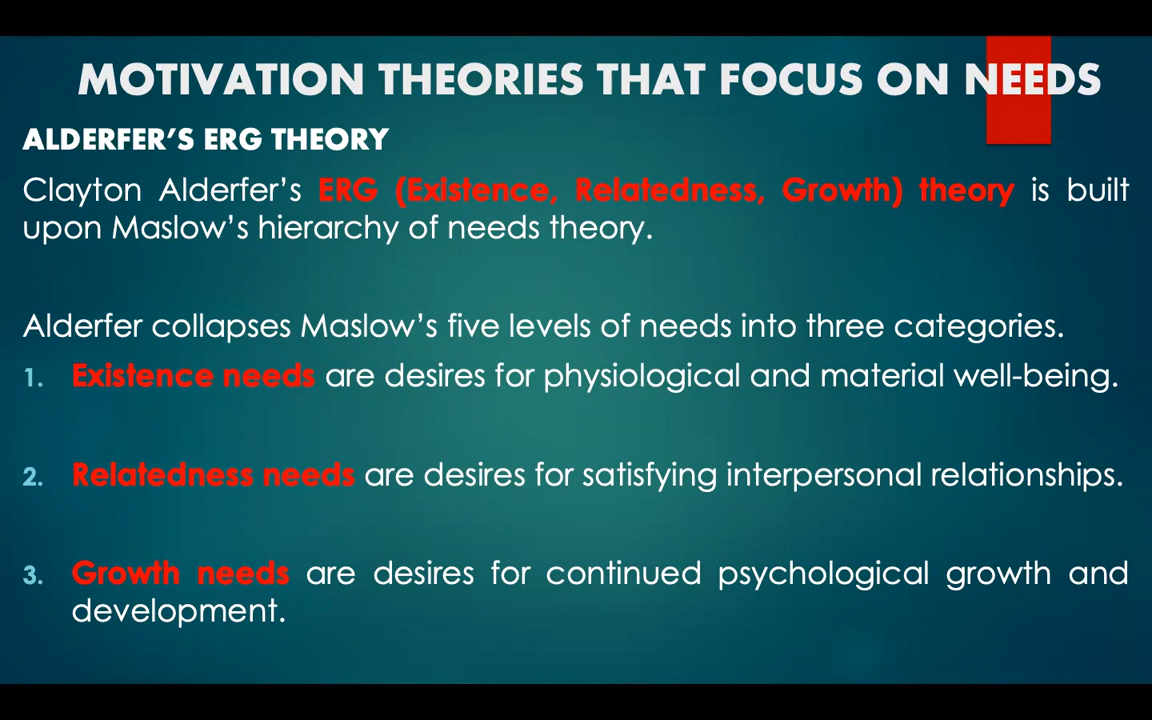 MOTIVATION THEORIES THAT FOCUS ON NEEDS
ALDERFER’S ERG THEORY
Clayton Alderfer’s ERG (Existence, Relatedness, Growth) theory is built
upon Maslow’s hierarchy of needs theory.
Alderfer collapses Maslow’s five levels of needs into three categories.
1. Existence needs are desires for physiological and material well-being.
2. Relatedness needs are desires for satisfying interpersonal relationships.
3. Growth needs are desires for continued psychological growth and
development.